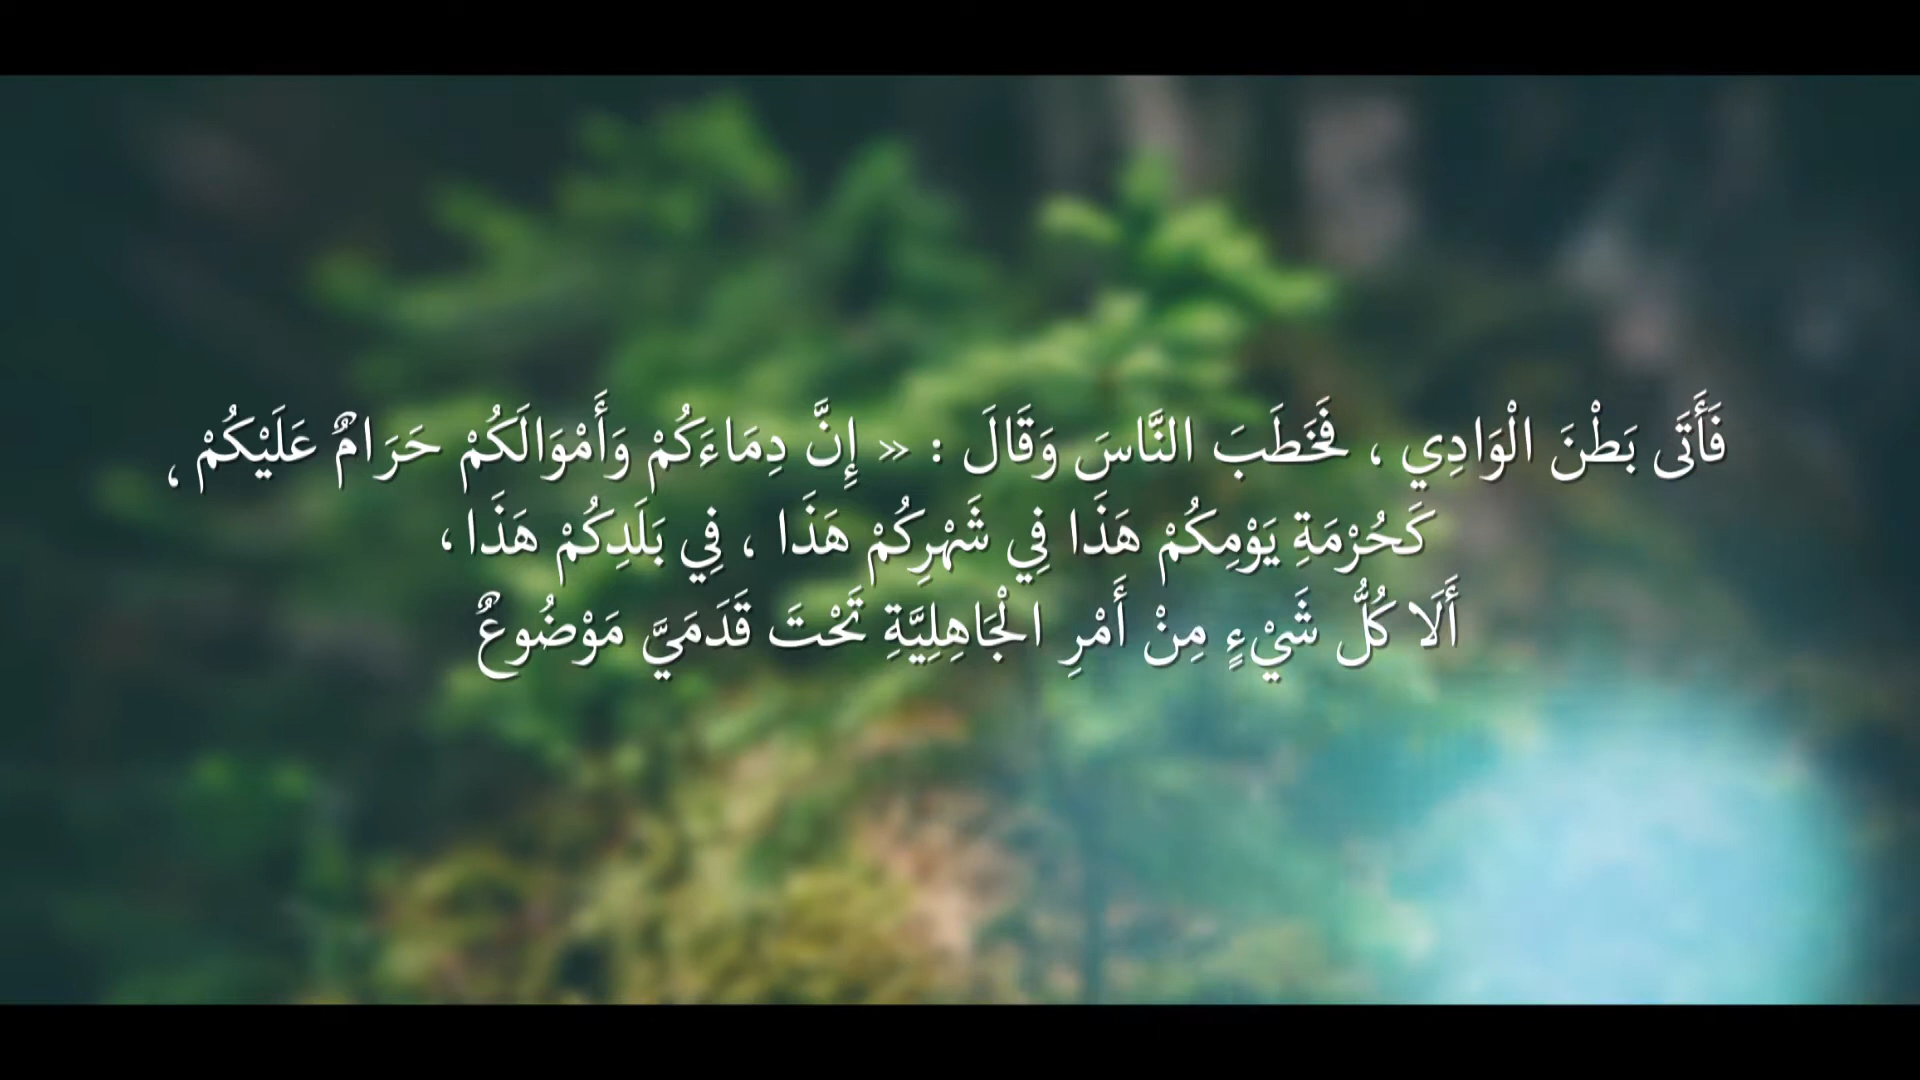 فَأَتَى بَطْنَ الْوَادِي ، فَخَطَبَ النَّاسَ وَقَالَ : « إِنَّ دِمَاءَكُمْ وَأَمْوَالَكُمْ حَرَامٌ عَلَيْكُمْ ،
كَحُرْمَةِ يَوْمِكُمْ هَذَا فِي شَهْرِكُمْ هَذَا ، فِي بَلَدِكُمْ هَذَا ،
أَلَا كُلُّ شَيْءٍ مِنْ أَمْرِ الْجَاهِلِيَّةِ تَحْتَ قَدَمَيَّ مَوْضُوعٌ